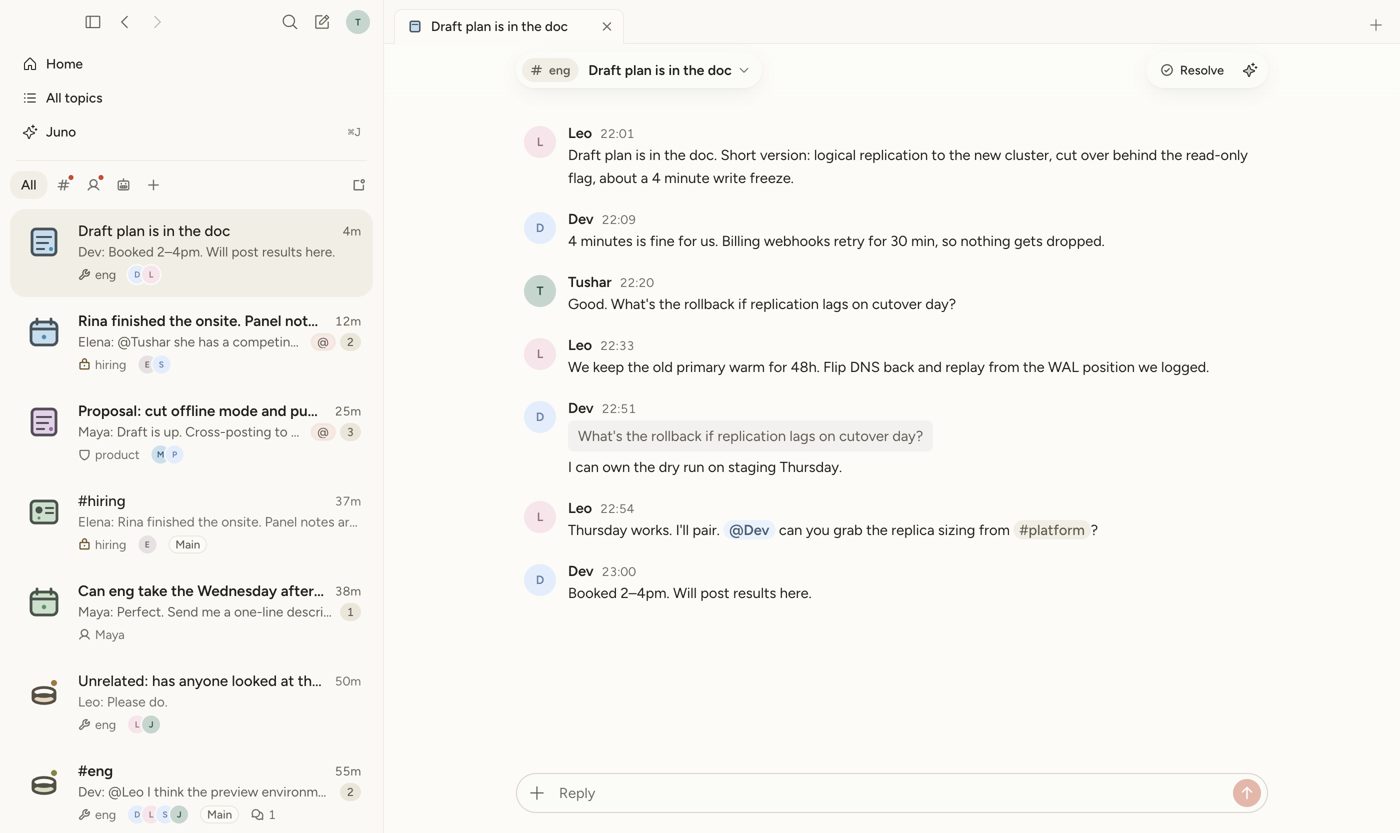 T
Home
All topics
Juno
⌘J
All
Draft plan is in the doc
4m
Dev: Booked 2–4pm. Will post results here.
eng
D L
Rina finished the onsite. Panel not...
12m
Elena: @Tushar she has a competin...
@ 2
hiring
E S
Proposal: cut offline mode and pu...
25m
Maya: Draft is up. Cross-posting to ...
@ 3
product
M P
#hiring
37m
Elena: Rina finished the onsite. Panel notes ar...
hiring
E
Main
Can eng take the Wednesday after...
38m
Maya: Perfect. Send me a one-line descri...
1
Maya
Unrelated: has anyone looked at th...
50m
Leo: Please do.
eng
L J
#eng
55m
Dev: @Leo I think the preview environm...
2
eng
D L S J
Main
1
Draft plan is in the doc
# eng
Draft plan is in the doc
Resolve
L
Leo 22:01
Draft plan is in the doc. Short version: logical replication to the new cluster, cut over behind the read-only
flag, about a 4 minute write freeze.
D
Dev 22:09
4 minutes is fine for us. Billing webhooks retry for 30 min, so nothing gets dropped.
T
Tushar 22:20
Good. What's the rollback if replication lags on cutover day?
L
Leo 22:33
We keep the old primary warm for 48h. Flip DNS back and replay from the WAL position we logged.
D
Dev 22:51
What's the rollback if replication lags on cutover day?
I can own the dry run on staging Thursday.
L
Leo 22:54
Thursday works. I'll pair. @Dev can you grab the replica sizing from #platform ?
D
Dev 23:00
Booked 2–4pm. Will post results here.
Reply